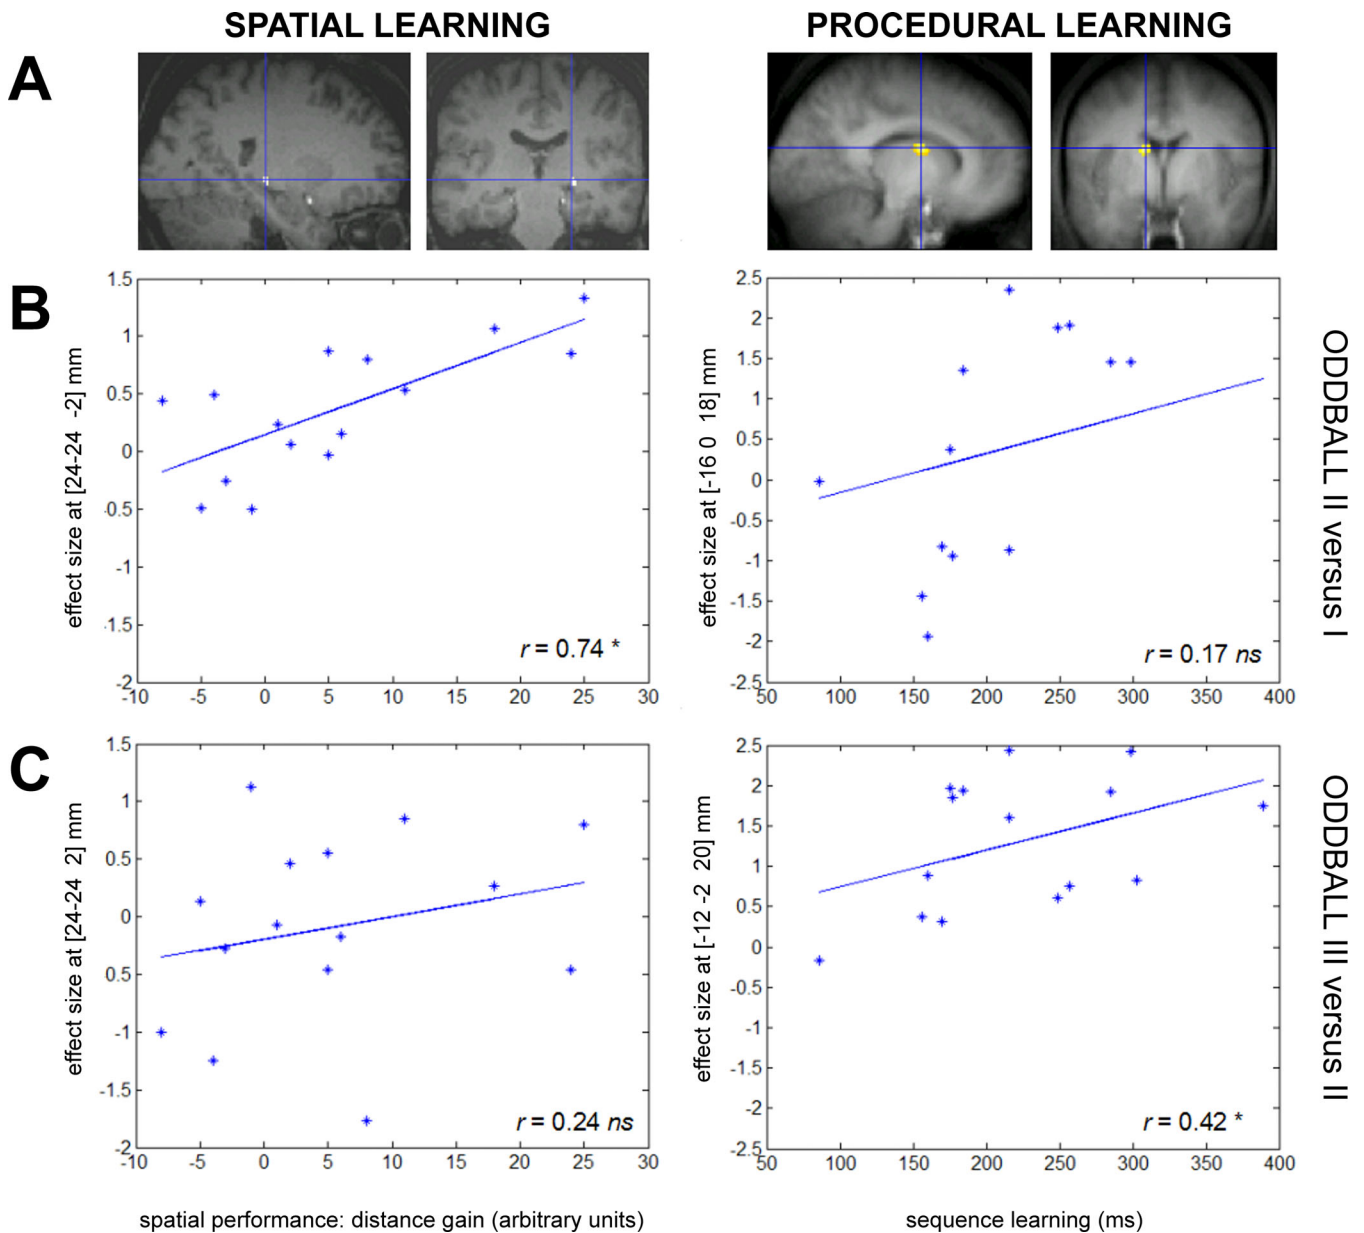 SPATIAL LEARNING
PROCEDURAL LEARNING
A
B
1.5
1
0.5
0
0.5
-1
1.5
-2
-10 -5 0 5 10 15 20 25 30
effect size at [24-24 -2] mm
r = 0.74 *
2.5
2
1.5
1
0.5
0
-0.5
-1
-1.5
-2
-2.5
50 100 150 200 250 300 350 400
effect size at [-16 0 18] mm
r = 0.17 ns
ODDBALL II versus I
C
1.5
1
0.5
0
0.5
-1
-1.5
-2
-10 -5 0 5 10 15 20 25 30
effect size at [24-24 2] mm
r = 0.24 ns
2.5
2
1.5
1
0.5
0
-0.5
-1
-1.5
-2
-2.5
50 100 150 200 250 300 350 400
effect size at [-12 -2 20] mm
r = 0.42 *
ODDBALL III versus II
spatial performance: distance gain (arbitrary units)
sequence learning (ms)